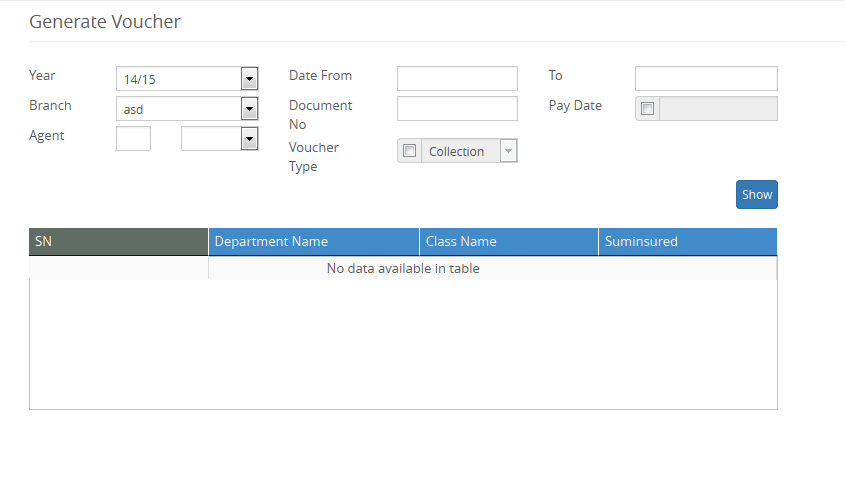 Generate Voucher
Year 14/15 Date From To
Branch asd Document No Pay Date
Agent Voucher Type Collection
Show
SN Department Name Class Name Suminsured
No data available in table